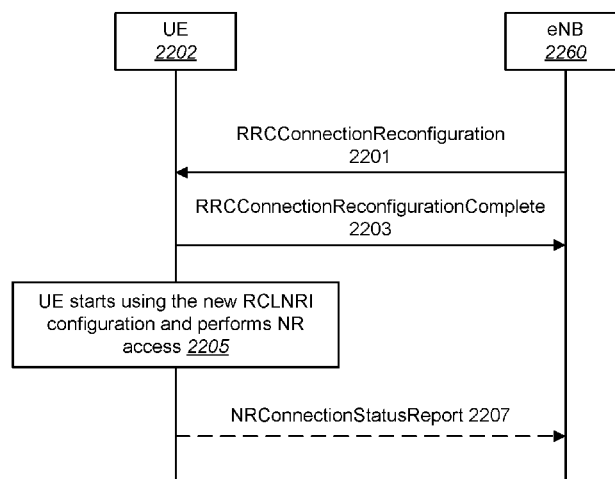 UE
2202
eNB
2260
RRCConnectionReconfiguration
2201
RRCConnectionReconfigurationComplete
2203
UE starts using the new RCLNRI
configuration and performs NR
access 2205
NRConnectionStatusReport 2207